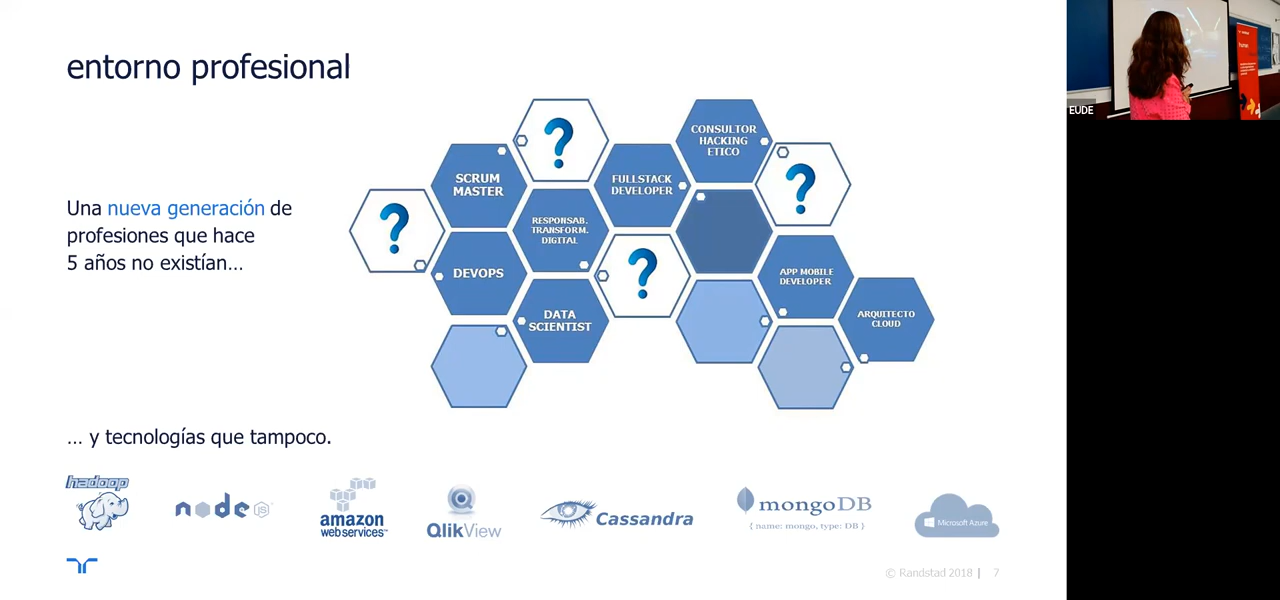 entorno profesional
Una nueva generación de
profesiones que hace
5 años no existían...
?
SCRUM
MASTER
?
DEVOPS
RESPONSAB.
TRANSFORM.
DIGITAL
DATA
SCIENTIST
FULLSTACK
DEVELOPER
?
CONSULTOR
HACKING
ETICO
?
APP MOBILE
DEVELOPER
ARQUITECTO
CLOUD
... y tecnologías que tampoco.
hadoop
node JS
amazon
webservices™
QlikView
Cassandra
mongoDB
{ name: mongo, type: DB }
Microsoft Azure
© Randstad 2018 | 7
EUDE